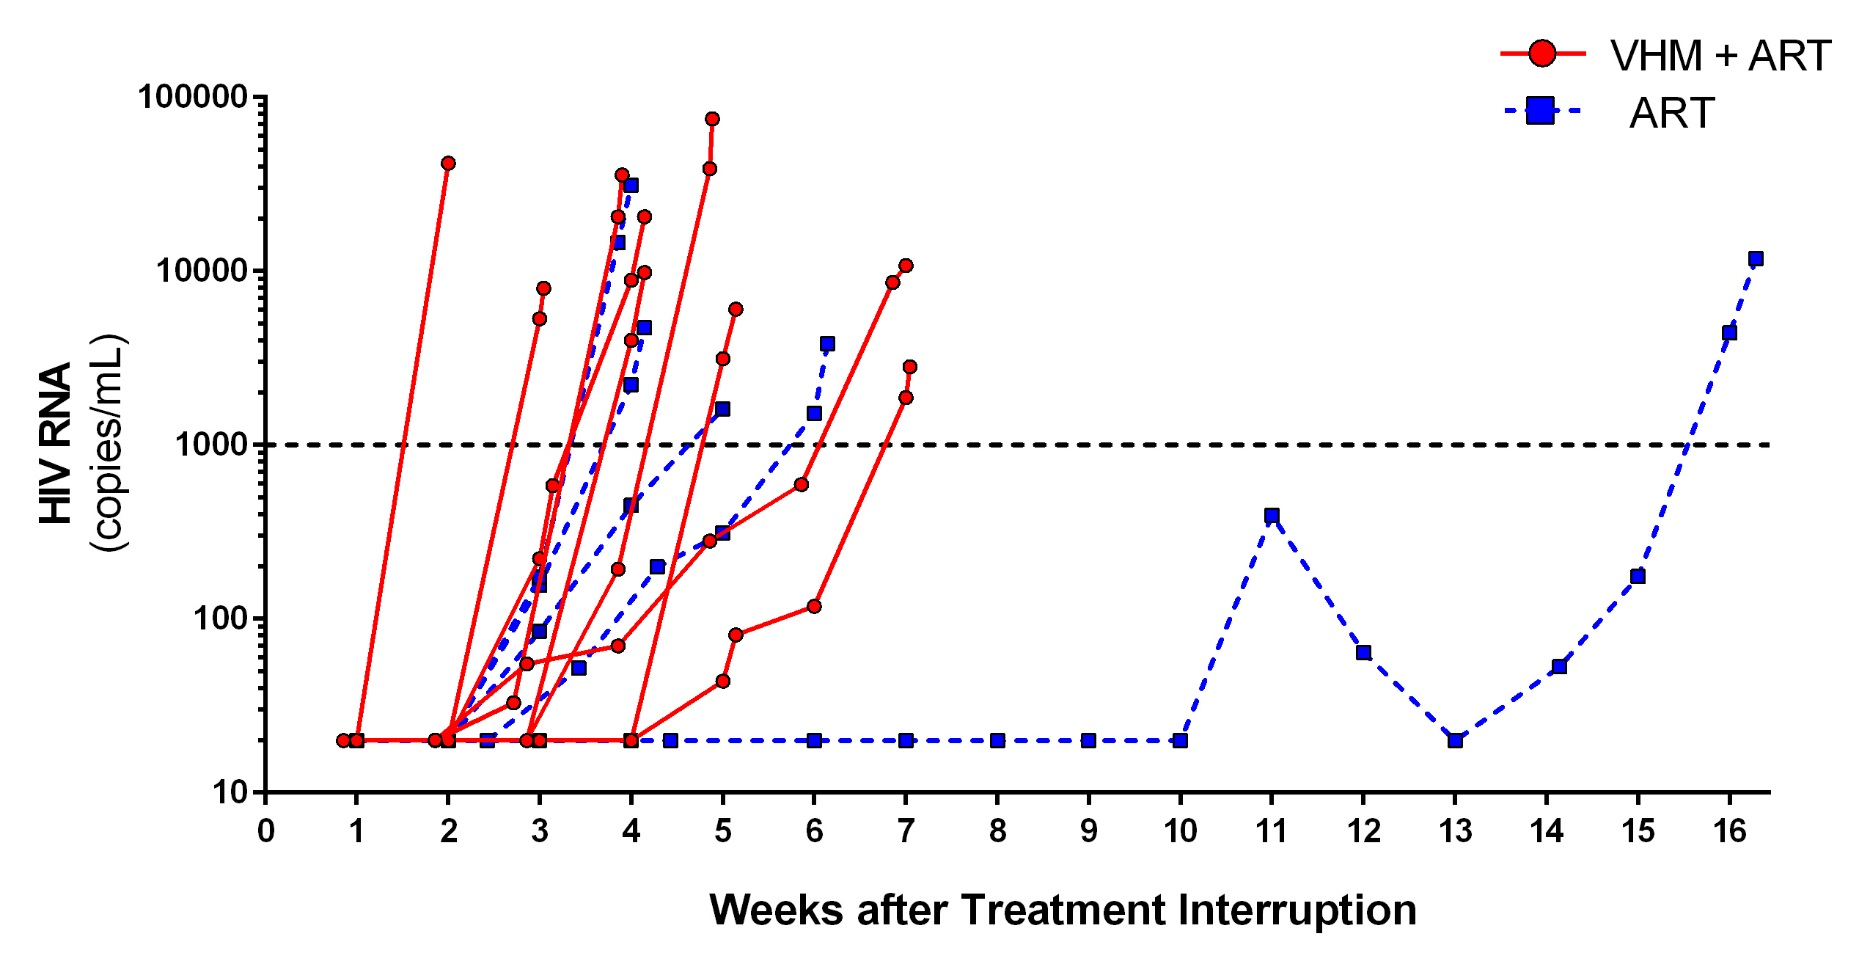 VHM + ART
ART
100000
10000
1000
100
10
HIV RNA
(copies/mL)
0 1 2 3 4 5 6 7 8 9 10 11 12 13 14 15 16
Weeks after Treatment Interruption